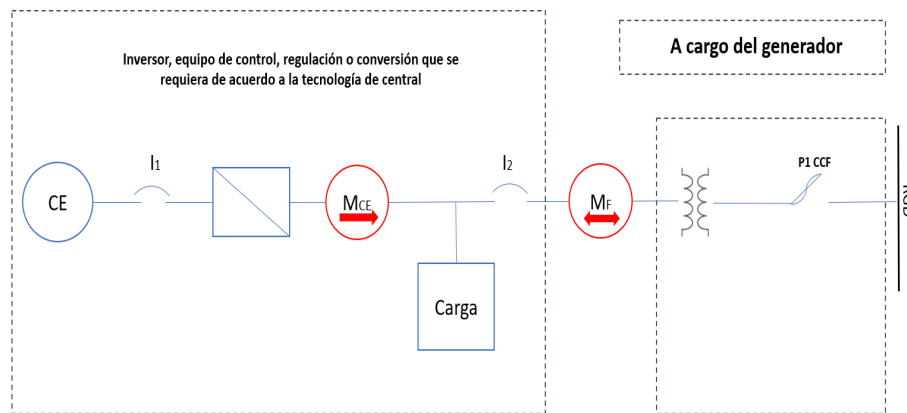 Inversor, equipo de control, regulación o conversión que se
requiera de acuerdo a la tecnología de central
A cargo del generador
CE
I1
MCE
I2
MF
P1 CCF
Carga